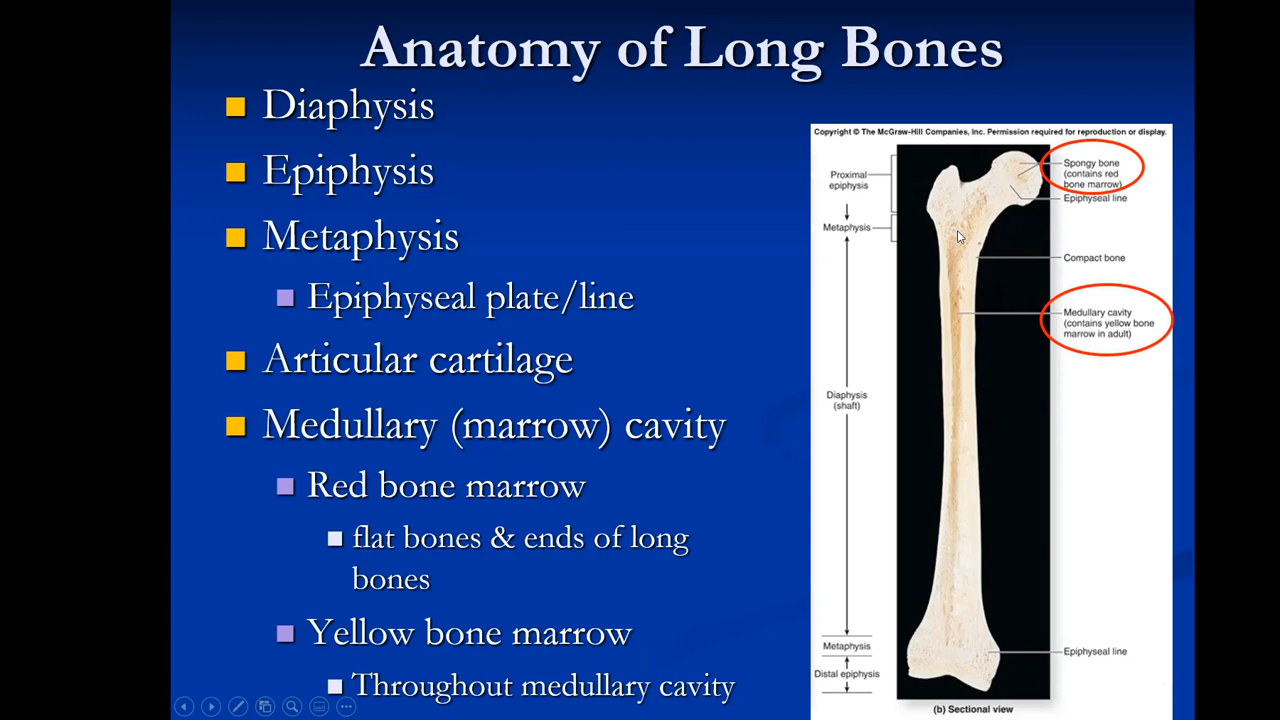 Anatomy of Long Bones
Diaphysis
Epiphysis
Metaphysis
Epiphyseal plate/line
Articular cartilage
Medullary (marrow) cavity
Red bone marrow
flat bones & ends of long
bones
Yellow bone marrow
Throughout medullary cavity
Copyright © The McGraw-Hill Companies, Inc. Permission required for reproduction or display.
Proximal
epiphysis
Metaphysis
Diaphysis
(shaft)
Metaphysis
Distal epiphysis
Spongy bone
(contains red
bone marrow)
Epiphyseal line
Compact bone
Medullary cavity
(contains yellow bone
marrow in adult)
Epiphyseal line
(b) Sectional view